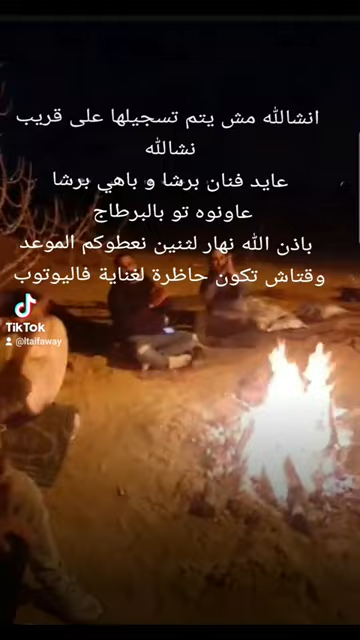 انشالله مش يتم تسجيلها على قريب
نشالله
عايد فنان برشا و باهي برشا
عاونوه تو بالبرطاج
باذن الله نهار لثنين نعطوكم الموعد
وقتاش تكون حاظرة لغناية فاليوتوب
TikTok
@ltaifaway